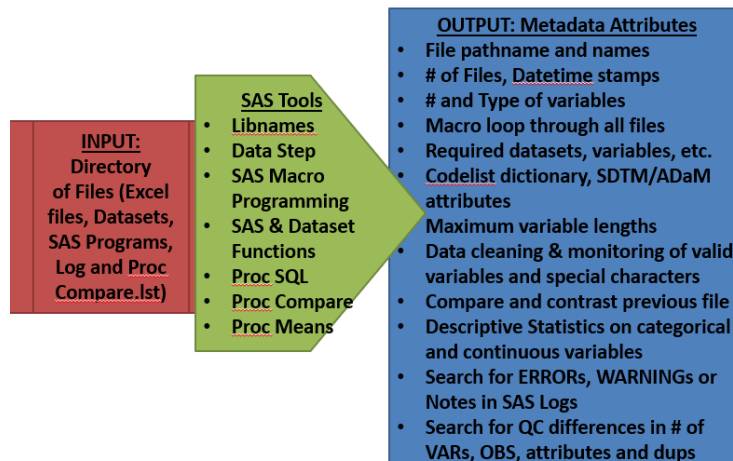 INPUT:
Directory
of Files (Excel
files, Datasets,
SAS Programs,
Log and Proc
Compare.lst)
SAS Tools
• Libnames
• Data Step
• SAS Macro
Programming
• SAS & Dataset
Functions
• Proc SQL
• Proc Compare
• Proc Means
OUTPUT: Metadata Attributes
• File pathname and names
• # of Files, Datetime stamps
• # and Type of variables
• Macro loop through all files
• Required datasets, variables, etc.
• Codelist dictionary, SDTM/ADaM
attributes
• Maximum variable lengths
• Data cleaning & monitoring of valid
variables and special characters
• Compare and contrast previous file
• Descriptive Statistics on categorical
and continuous variables
• Search for ERRORs, WARNINGs or
Notes in SAS Logs
• Search for QC differences in # of
VARs, OBS, attributes and dups